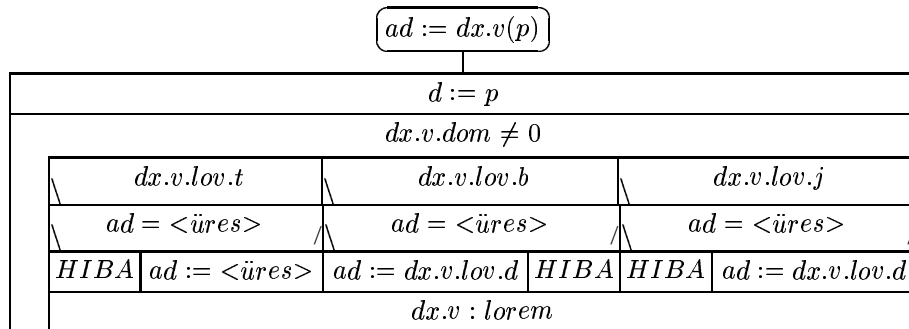 ad := dx.v(p)
d := p
dx.v.dom ≠ 0
dx.v.lov.t dx.v.lov.b dx.v.lov.j
ad = <üres> ad = <üres> ad = <üres>
HIBA ad := <üres> ad := dx.v.lov.d HIBA HIBA ad := dx.v.lov.d
dx.v : lorem